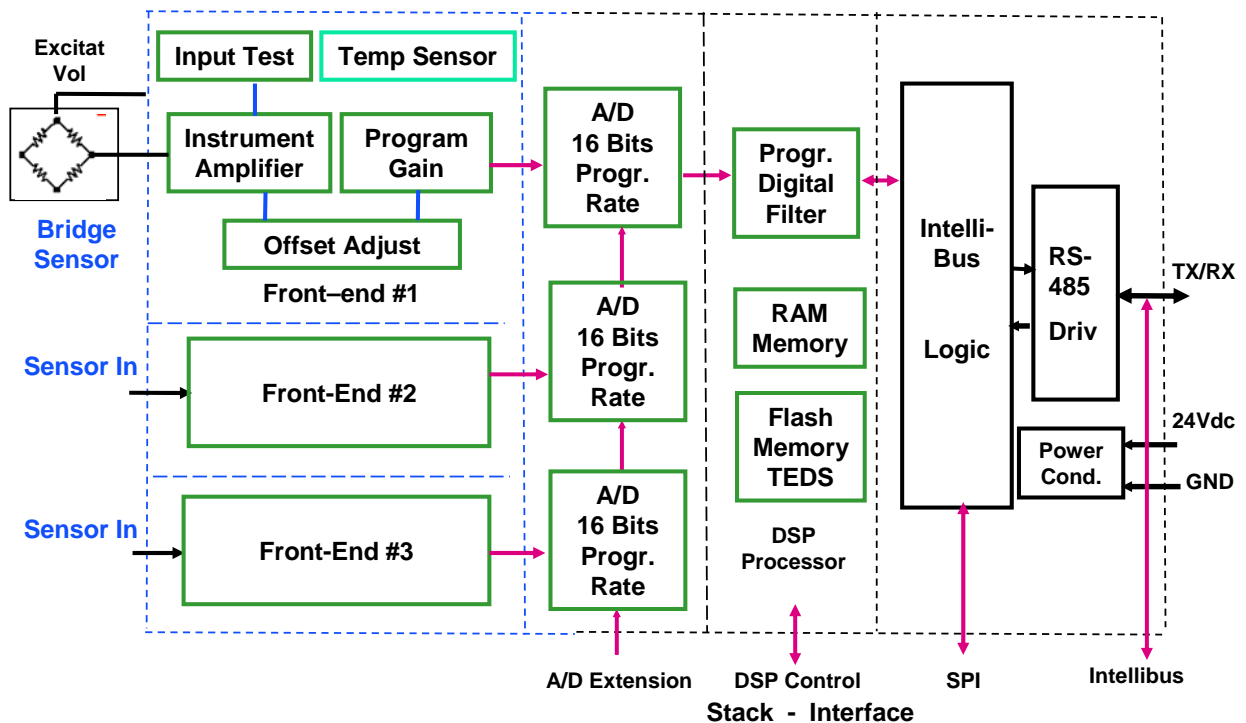 Excitat
Vol
Input Test
Temp Sensor
Instrument
Amplifier
Program
Gain
Offset Adjust
Bridge
Sensor
Front–end #1
A/D
16 Bits
Progr.
Rate
Progr.
Digital
Filter
Intelli-
Bus
Logic
RS-
485
Driv
TX/RX
Sensor In
Front-End #2
A/D
16 Bits
Progr.
Rate
RAM
Memory
Flash
Memory
TEDS
24Vdc
Power
Cond.
GND
Sensor In
Front-End #3
A/D
16 Bits
Progr.
Rate
DSP
Processor
A/D Extension
DSP Control
SPI
Intellibus
Stack - Interface